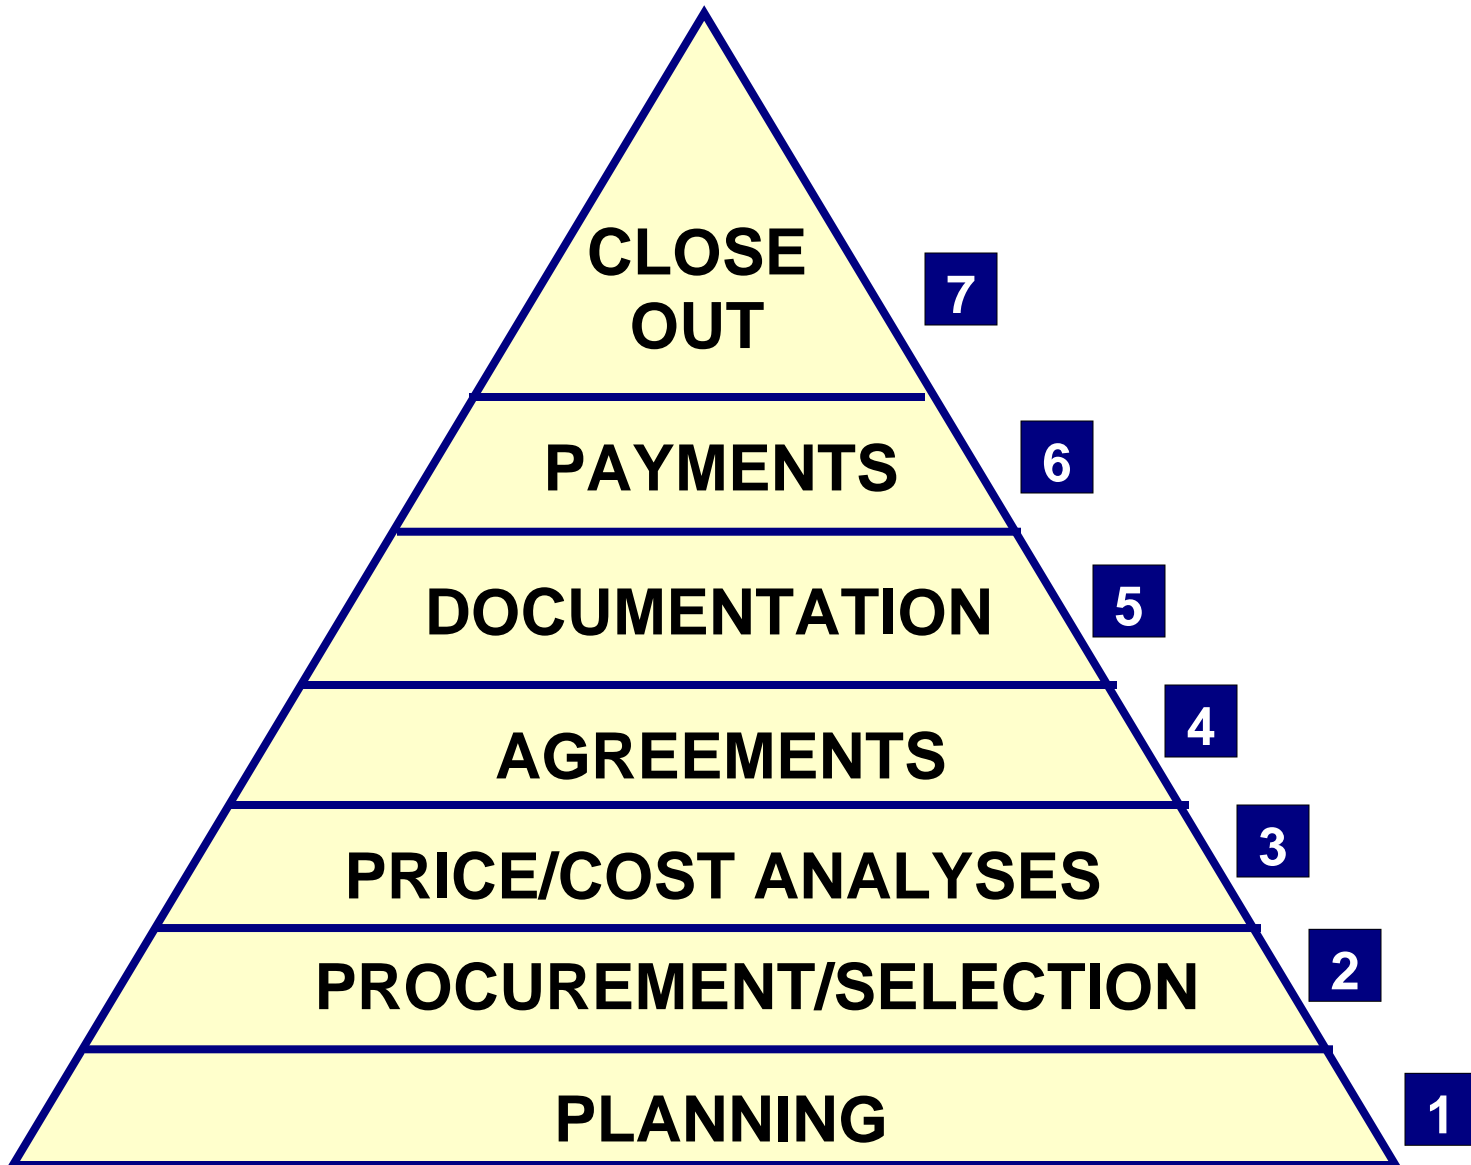 CLOSE
OUT
7
PAYMENTS
6
DOCUMENTATION
5
AGREEMENTS
4
PRICE/COST ANALYSES
3
PROCUREMENT/SELECTION
2
PLANNING
1